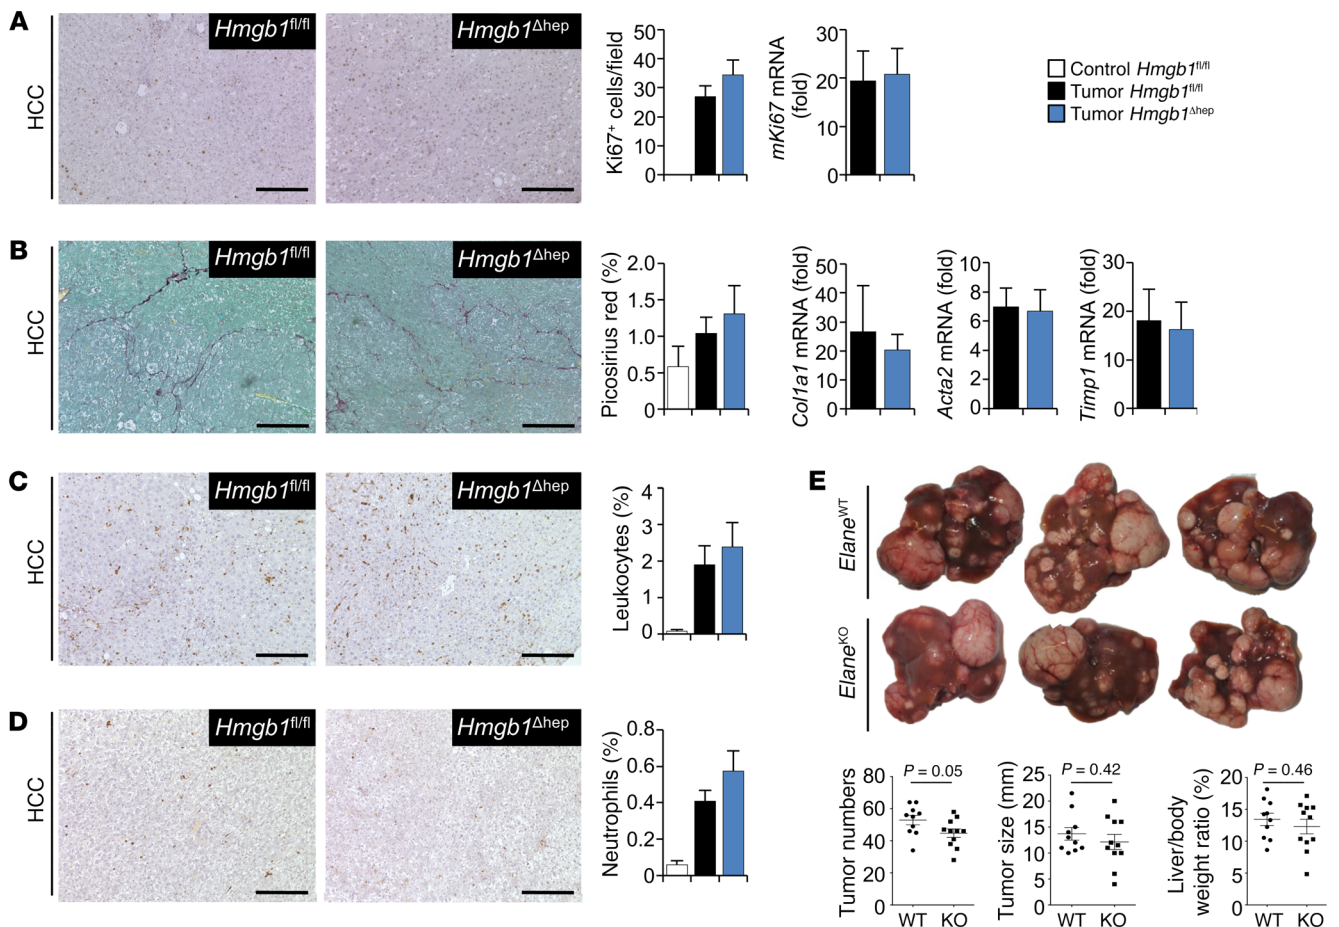 A
HCC
Hmgb1fl/fl
Hmgb1Δhep
Ki67+ cells/field
50
40
30
20
10
0
mKi67 mRNA
(fold)
30
20
10
0
Control Hmgb1fl/fl
Tumor Hmgb1fl/fl
Tumor Hmgb1Δhep
B
HCC
Hmgb1fl/fl
Hmgb1Δhep
Picosirius red (%)
2.0
1.5
1.0
0.5
0
Col1a1 mRNA (fold)
50
40
30
20
10
0
Acta2 mRNA (fold)
10
8
6
4
2
0
Timp1 mRNA (fold)
30
20
10
0
C
HCC
Hmgb1fl/fl
Hmgb1Δhep
Leukocytes (%)
4
3
2
1
0
D
HCC
Hmgb1fl/fl
Hmgb1Δhep
Neutrophils (%)
0.8
0.6
0.4
0.2
0
E
ElaneWT
ElaneKO
Tumor numbers
80
60
40
20
0
P = 0.05
WT KO
Tumor size (mm)
25
20
15
10
5
0
P = 0.42
WT KO
Liver/body
weight ratio (%)
20
15
10
5
0
P = 0.46
WT KO